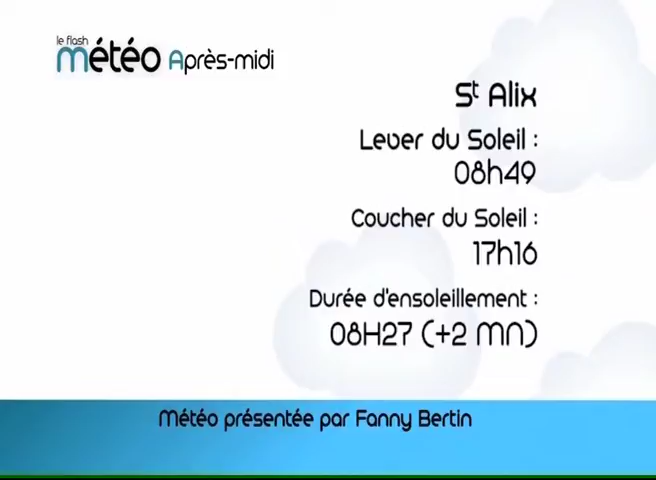 le flash
météo Après-midi
St Alix
Lever du Soleil :
08h49
Coucher du Soleil :
17h16
Durée d'ensoleillement :
08H27 (+2 MN)
Météo présentée par Fanny Bertin